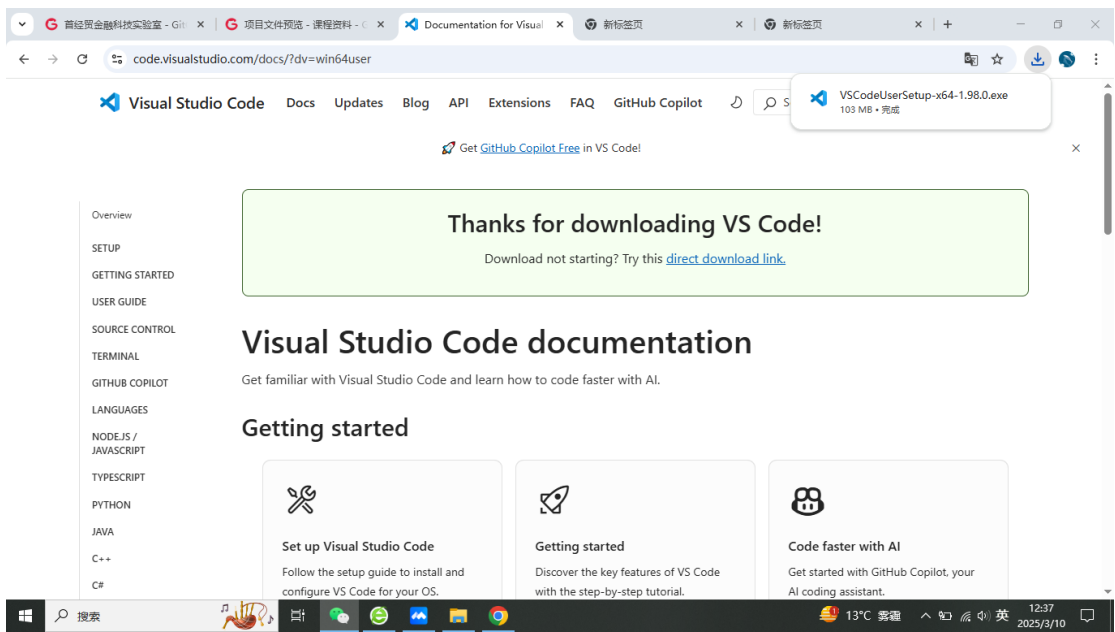 首经贸金融科技实验室 - Git
项目文件预览 - 课程资料 - G
Documentation for Visual
新标签页
新标签页
code.visualstudio.com/docs/?dv=win64user
Visual Studio Code
Docs
Updates
Blog
API
Extensions
FAQ
GitHub Copilot
S
VSCodeUserSetup-x64-1.98.0.exe
103 MB • 完成
Get GitHub Copilot Free in VS Code!
Overview
SETUP
GETTING STARTED
USER GUIDE
SOURCE CONTROL
TERMINAL
GITHUB COPILOT
LANGUAGES
NODE.JS /
JAVASCRIPT
TYPESCRIPT
PYTHON
JAVA
C++
C#
Thanks for downloading VS Code!
Download not starting? Try this direct download link.
Visual Studio Code documentation
Get familiar with Visual Studio Code and learn how to code faster with AI.
Getting started
Set up Visual Studio Code
Follow the setup guide to install and
configure VS Code for your OS.
Getting started
Discover the key features of VS Code
with the step-by-step tutorial.
Code faster with AI
Get started with GitHub Copilot, your
AI coding assistant.
搜索
13°C 雾霾
英
12:37
2025/3/10